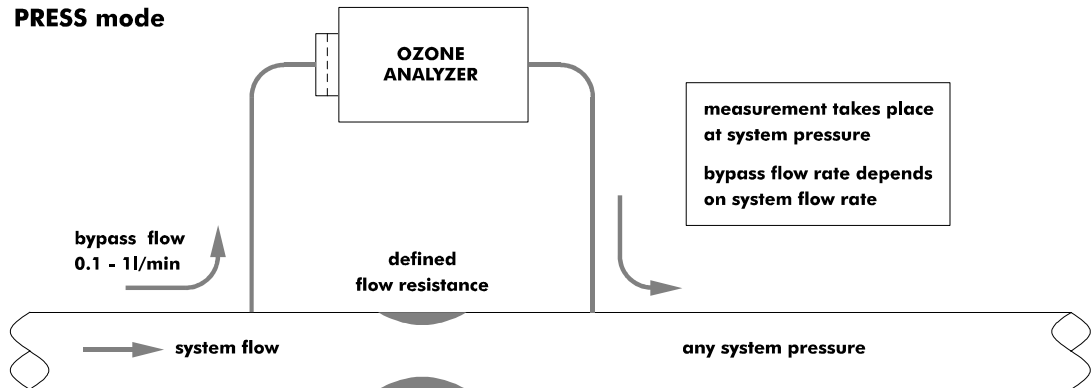 PRESS mode
OZONE
ANALYZER
measurement takes place
at system pressure
bypass flow rate depends
on system flow rate
bypass flow
0.1 - 1l/min
defined
flow resistance
system flow
any system pressure